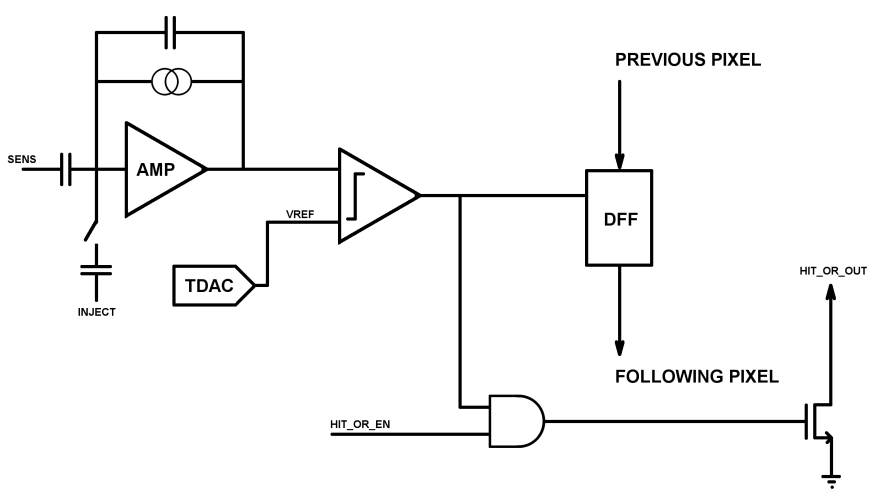 PREVIOUS PIXEL
SENS
AMP
VREF
DFF
TDAC
HIT_OR_OUT
INJECT
FOLLOWING PIXEL
HIT_OR_EN